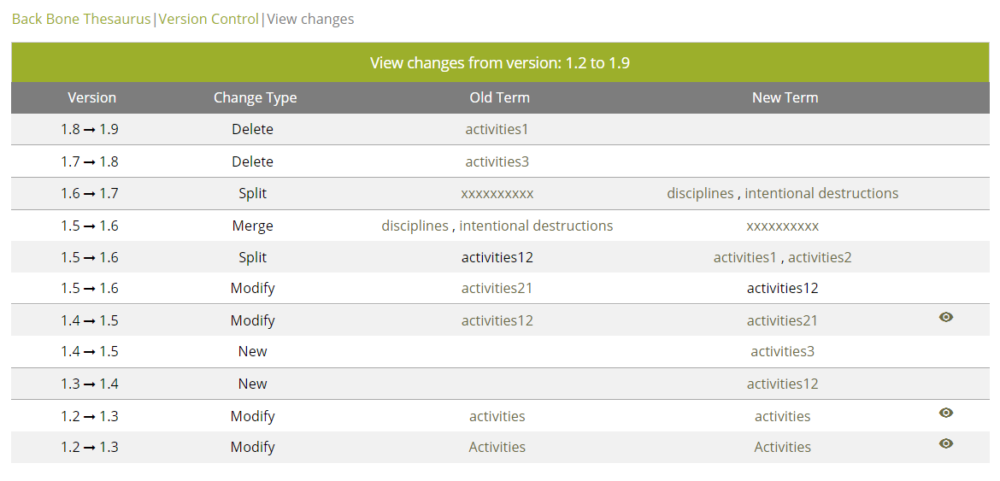 Back Bone Thesaurus|Version Control|View changes
View changes from version: 1.2 to 1.9
Version Change Type Old Term New Term
1.8 ➞ 1.9 Delete activities1
1.7 ➞ 1.8 Delete activities3
1.6 ➞ 1.7 Split xxxxxxxxxx disciplines , intentional destructions
1.5 ➞ 1.6 Merge disciplines , intentional destructions xxxxxxxxxx
1.5 ➞ 1.6 Split activities12 activities1 , activities2
1.5 ➞ 1.6 Modify activities21 activities12
1.4 ➞ 1.5 Modify activities12 activities21
1.4 ➞ 1.5 New activities3
1.3 ➞ 1.4 New activities12
1.2 ➞ 1.3 Modify activities activities
1.2 ➞ 1.3 Modify Activities Activities